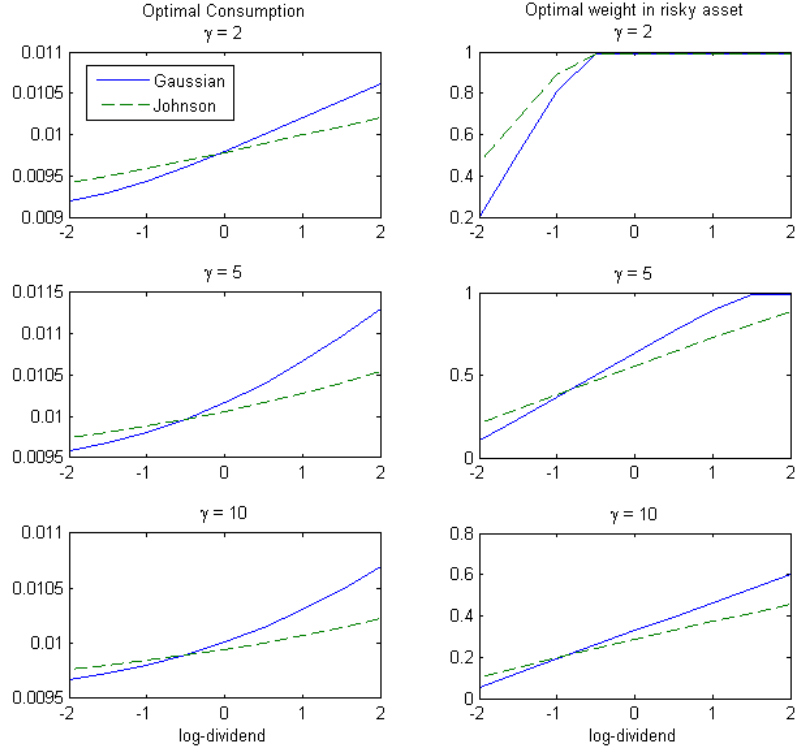 Optimal Consumption
γ = 2
0.011
0.0105
0.01
0.0095
0.009
-2 -1 0 1 2
Gaussian
Johnson
Optimal weight in risky asset
γ = 2
1
0.8
0.6
0.4
0.2
-2 -1 0 1 2
γ = 5
0.0115
0.011
0.0105
0.01
0.0095
-2 -1 0 1 2
γ = 5
1
0.5
0
-2 -1 0 1 2
γ = 10
0.011
0.0105
0.01
0.0095
-2 -1 0 1 2
log-dividend
γ = 10
0.8
0.6
0.4
0.2
0
-2 -1 0 1 2
log-dividend